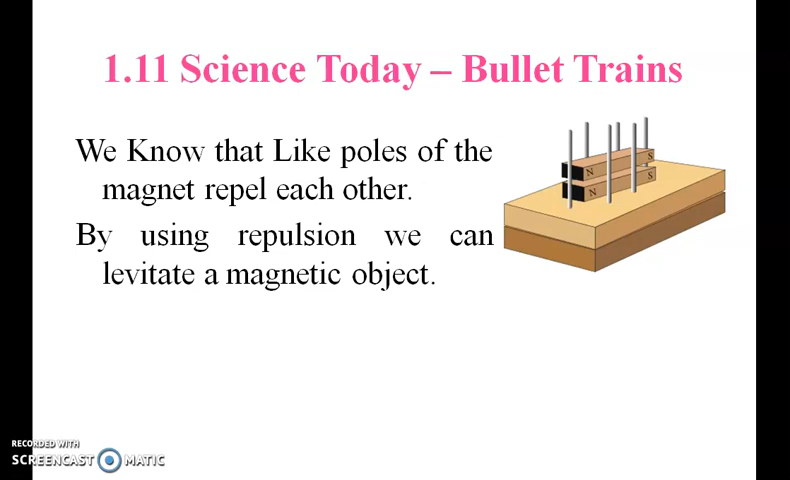 1.11 Science Today – Bullet Trains
We Know that Like poles of the
magnet repel each other.
By using repulsion we can
levitate a magnetic object.
N S
N S
RECORDED WITH
SCREENCAST MATIC